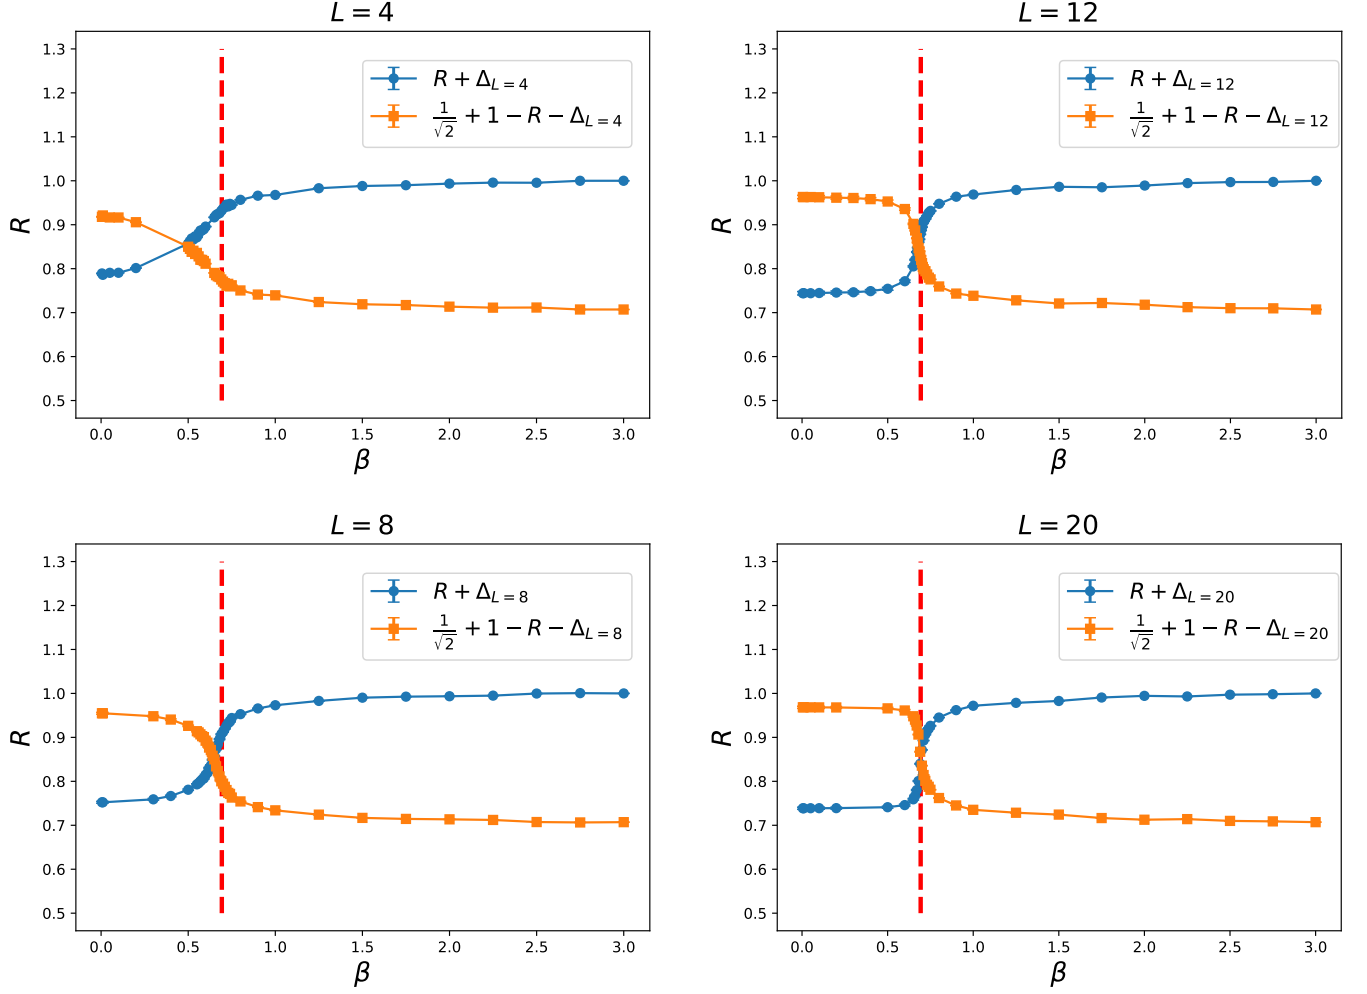 L = 4
1.3
1.2
1.1
1.0
0.9
0.8
0.7
0.6
0.5
R
R + Δ_{L=4}
\frac{1}{\sqrt{2}} + 1 − R − Δ_{L=4}
0.0 0.5 1.0 1.5 2.0 2.5 3.0
β
L = 12
1.3
1.2
1.1
1.0
0.9
0.8
0.7
0.6
0.5
R
R + Δ_{L=12}
\frac{1}{\sqrt{2}} + 1 − R − Δ_{L=12}
0.0 0.5 1.0 1.5 2.0 2.5 3.0
β
L = 8
1.3
1.2
1.1
1.0
0.9
0.8
0.7
0.6
0.5
R
R + Δ_{L=8}
\frac{1}{\sqrt{2}} + 1 − R − Δ_{L=8}
0.0 0.5 1.0 1.5 2.0 2.5 3.0
β
L = 20
1.3
1.2
1.1
1.0
0.9
0.8
0.7
0.6
0.5
R
R + Δ_{L=20}
\frac{1}{\sqrt{2}} + 1 − R − Δ_{L=20}
0.0 0.5 1.0 1.5 2.0 2.5 3.0
β